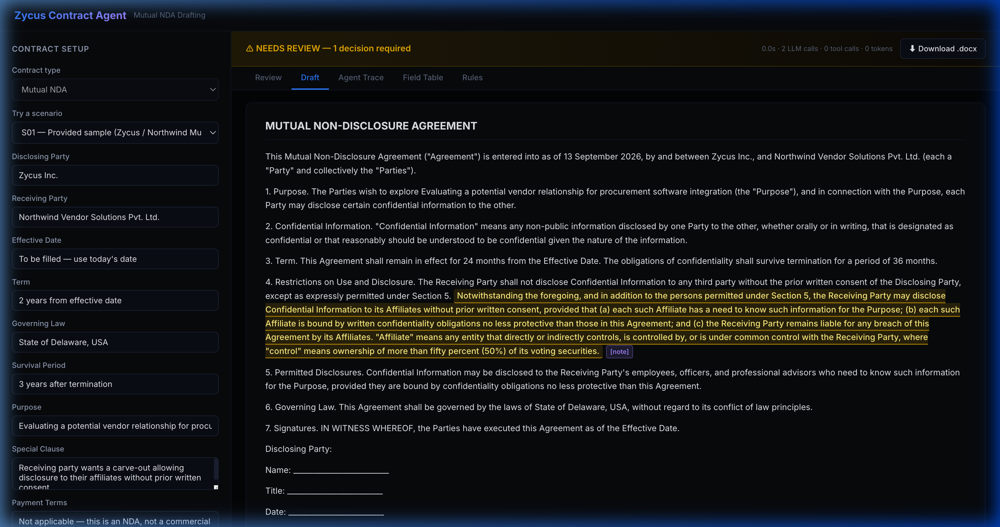 Zycus Contract Agent Mutual NDA Drafting
CONTRACT SETUP
Contract type
Mutual NDA
Try a scenario
S01 — Provided sample (Zycus / Northwind Mu
Disclosing Party
Zycus Inc.
Receiving Party
Northwind Vendor Solutions Pvt. Ltd.
Effective Date
To be filled — use today's date
Term
2 years from effective date
Governing Law
State of Delaware, USA
Survival Period
3 years after termination
Purpose
Evaluating a potential vendor relationship for procu
Special Clause
Receiving party wants a carve-out allowing
disclosure to their affiliates without prior written
consent
Payment Terms
Not applicable — this is an NDA, not a commercial
⚠ NEEDS REVIEW — 1 decision required
0.0s · 2 LLM calls · 0 tool calls · 0 tokens
⬇ Download .docx
Review Draft Agent Trace Field Table Rules
MUTUAL NON-DISCLOSURE AGREEMENT
This Mutual Non-Disclosure Agreement ("Agreement") is entered into as of 13 September 2026, by and between Zycus Inc., and Northwind Vendor Solutions Pvt. Ltd. (each a
"Party" and collectively the "Parties").
1. Purpose. The Parties wish to explore Evaluating a potential vendor relationship for procurement software integration (the "Purpose"), and in connection with the Purpose, each
Party may disclose certain confidential information to the other.
2. Confidential Information. "Confidential Information" means any non-public information disclosed by one Party to the other, whether orally or in writing, that is designated as
confidential or that reasonably should be understood to be confidential given the nature of the information.
3. Term. This Agreement shall remain in effect for 24 months from the Effective Date. The obligations of confidentiality shall survive termination for a period of 36 months.
4. Restrictions on Use and Disclosure. The Receiving Party shall not disclose Confidential Information to any third party without the prior written consent of the Disclosing Party,
except as expressly permitted under Section 5. Notwithstanding the foregoing, and in addition to the persons permitted under Section 5, the Receiving Party may disclose
Confidential Information to its Affiliates without prior written consent, provided that (a) each such Affiliate has a need to know such information for the Purpose; (b) each such
Affiliate is bound by written confidentiality obligations no less protective than those in this Agreement; and (c) the Receiving Party remains liable for any breach of this
Agreement by its Affiliates. "Affiliate" means any entity that directly or indirectly controls, is controlled by, or is under common control with the Receiving Party, where
"control" means ownership of more than fifty percent (50%) of its voting securities. [note]
5. Permitted Disclosures. Confidential Information may be disclosed to the Receiving Party's employees, officers, and professional advisors who need to know such information
for the Purpose, provided they are bound by confidentiality obligations no less protective than this Agreement.
6. Governing Law. This Agreement shall be governed by the laws of State of Delaware, USA, without regard to its conflict of law principles.
7. Signatures. IN WITNESS WHEREOF, the Parties have executed this Agreement as of the Effective Date.
Disclosing Party:
Name: ________________________
Title: ________________________
Date: ________________________